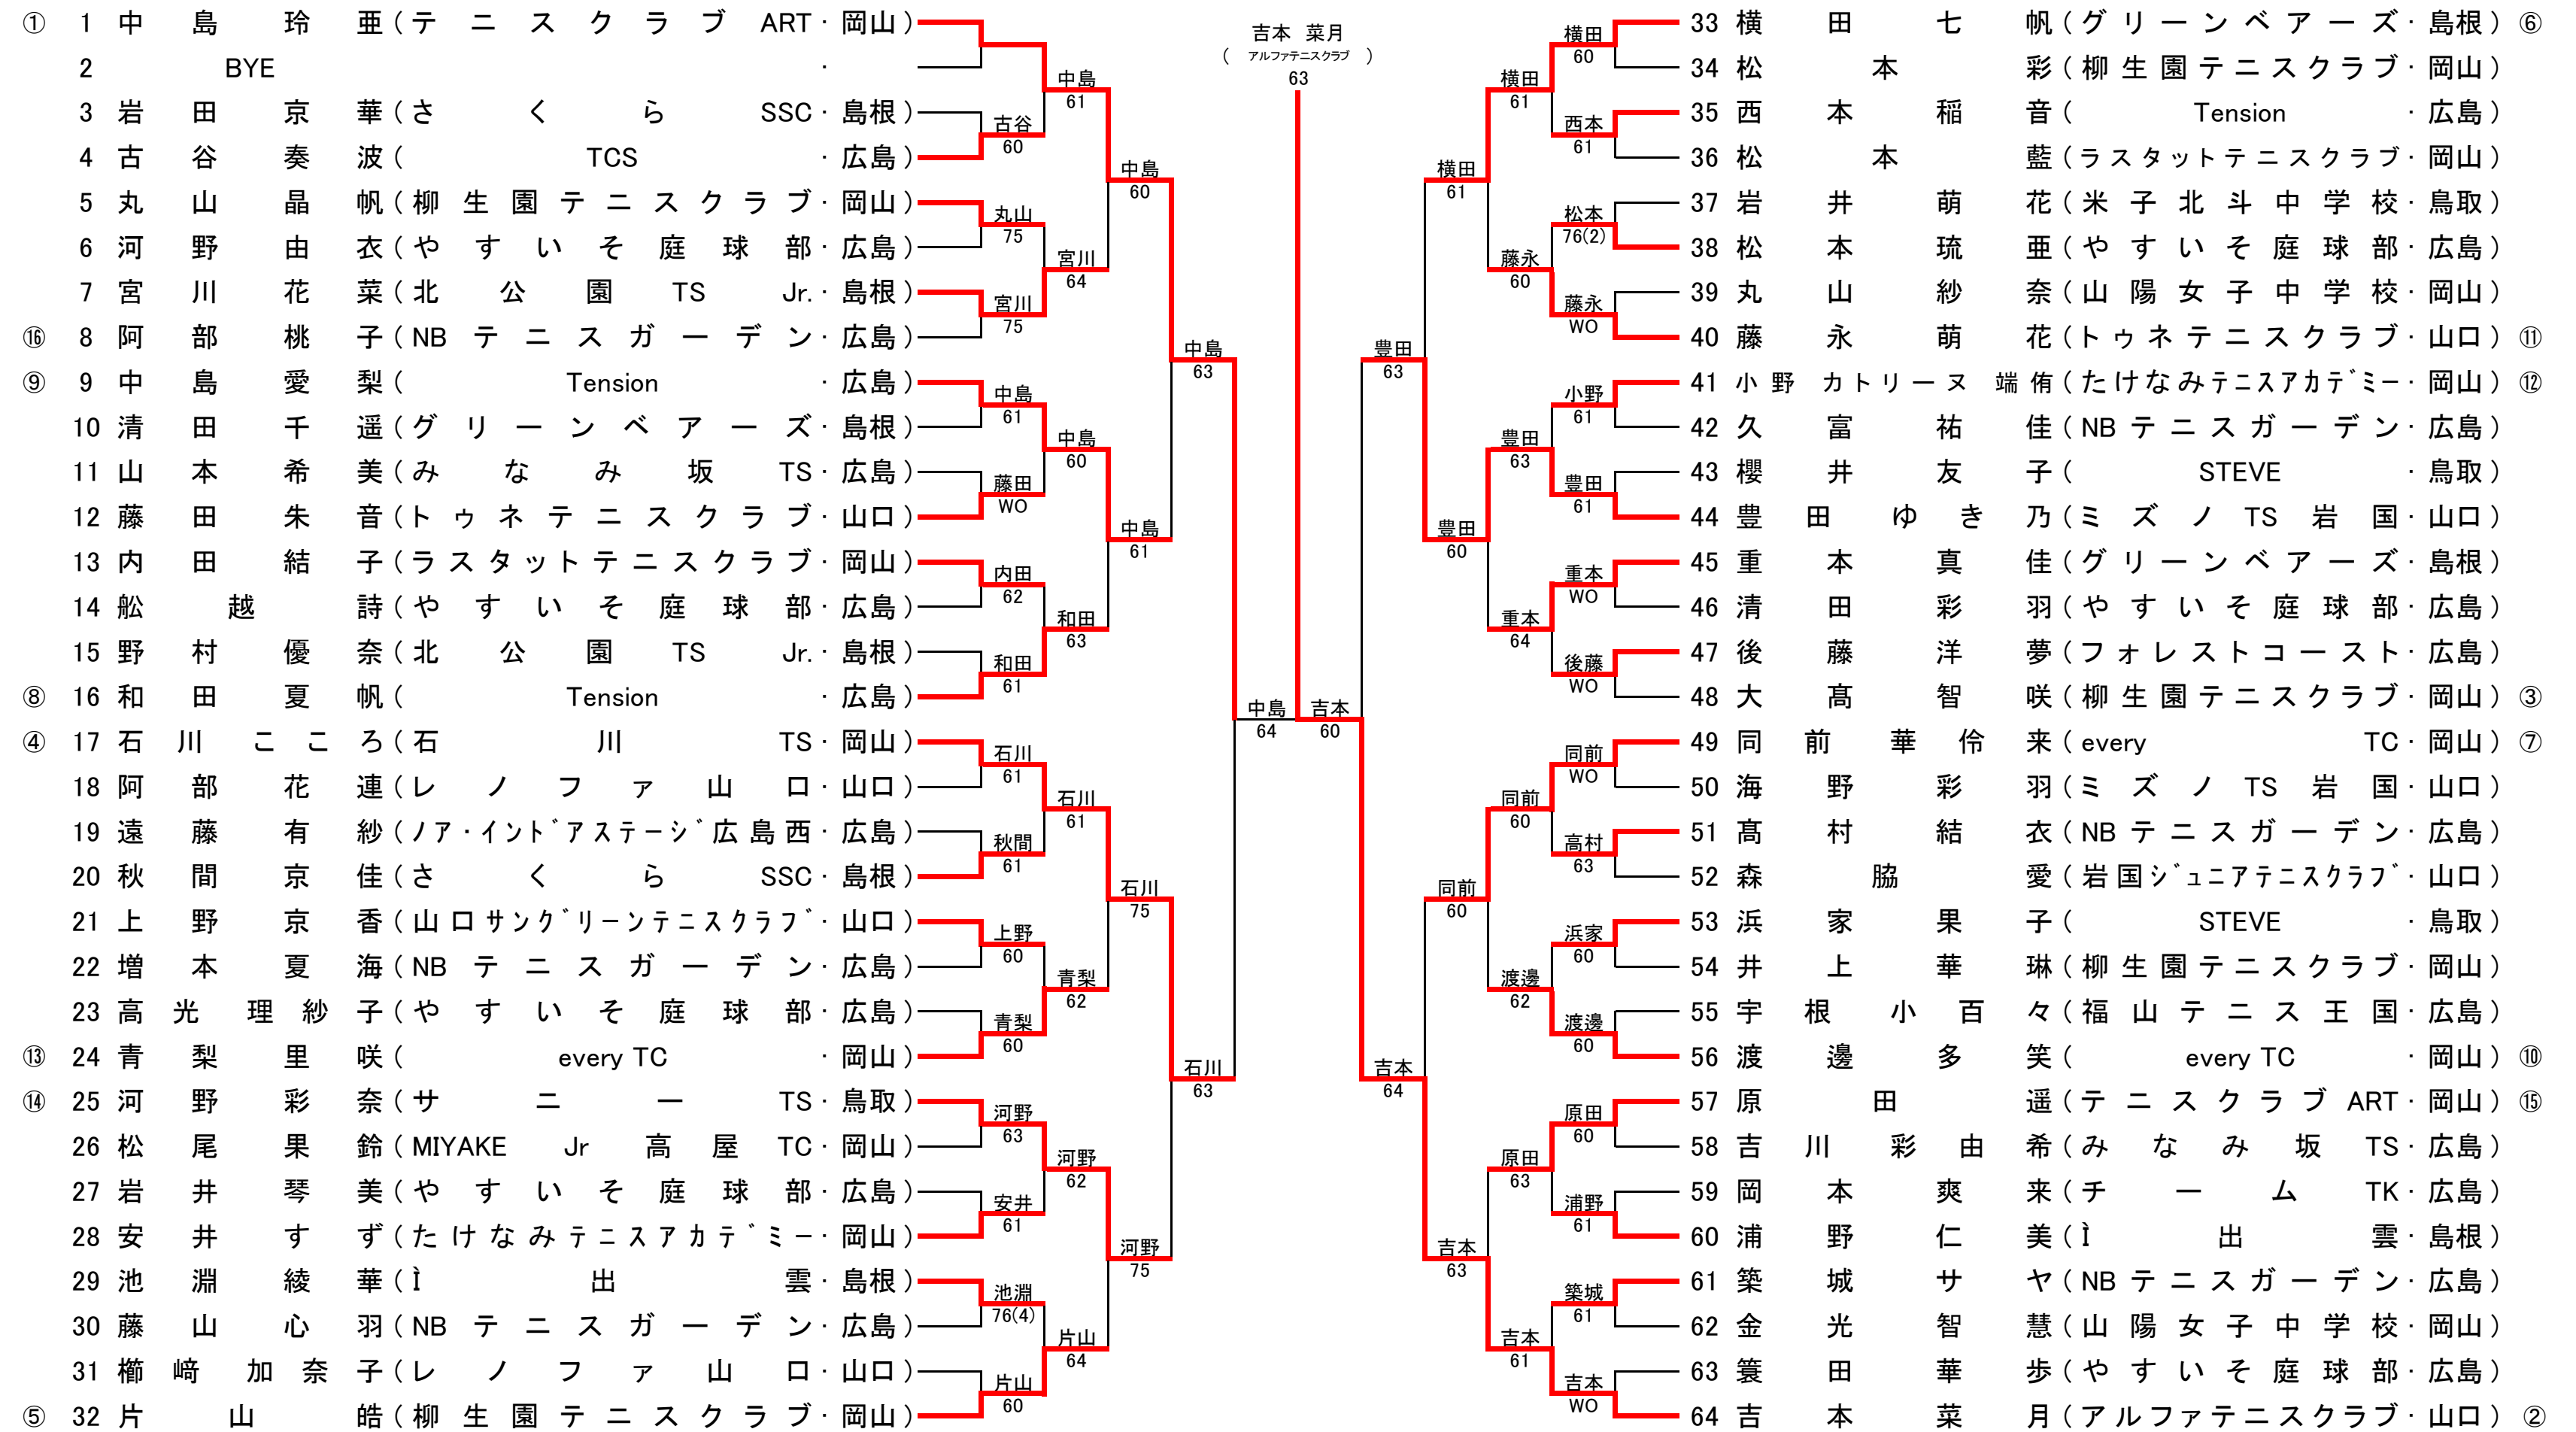 ① 1 中島玲亜(テニスクラブART・岡山)
2 BYE ・
3 岩田京華(さくらSSC・島根)
4 古谷奏波(TCS・広島)
5 丸山晶帆(柳生園テニスクラブ・岡山)
6 河野由衣(やすいそ庭球部・広島)
7 宮川花菜(北公園TS Jr.・島根)
⑯ 8 阿部桃子(NBテニスガーデン・広島)
⑨ 9 中島愛梨(Tension・広島)
10 清田千遥(グリーンベアーズ・島根)
11 山本希美(みなみ坂TS・広島)
12 藤田朱音(トゥネテニスクラブ・山口)
13 内田結子(ラスタットテニスクラブ・岡山)
14 舩越詩(やすいそ庭球部・広島)
15 野村優奈(北公園TS Jr.・島根)
⑧ 16 和田夏帆(Tension・広島)
④ 17 石川こころ(石川TS・岡山)
18 阿部花連(レノファ山口・山口)
19 遠藤有紗(ノア・インドアステージ広島西・広島)
20 秋間京佳(さくらSSC・島根)
21 上野京香(山口サングリーンテニスクラブ・山口)
22 増本夏海(NBテニスガーデン・広島)
23 高光理紗子(やすいそ庭球部・広島)
⑬ 24 青梨里咲(every TC・岡山)
⑭ 25 河野彩奈(サニーTS・鳥取)
26 松尾果鈴(MIYAKE Jr 高屋TC・岡山)
27 岩井琴美(やすいそ庭球部・広島)
28 安井すず(たけなみテニスアカデミー・岡山)
29 池淵綾華(Ì出雲・島根)
30 藤山心羽(NBテニスガーデン・広島)
31 櫛﨑加奈子(レノファ山口・山口)
⑤ 32 片山皓(柳生園テニスクラブ・岡山)
古谷
60
丸山
75
宮川
75
中島
61
藤田
WO
内田
62
和田
61
石川
61
秋間
61
上野
60
青梨
60
河野
63
安井
61
池淵
76(4)
片山
60
中島
61
宮川
64
中島
60
和田
63
石川
61
青梨
62
河野
62
片山
64
中島
60
中島
61
石川
75
河野
75
中島
63
石川
63
中島
64
吉本 菜月
( アルファテニスクラブ )
63
吉本
60
豊田
63
吉本
64
横田
61
豊田
60
同前
60
吉本
63
横田
61
藤永
60
豊田
63
重本
64
同前
60
渡邊
62
原田
63
吉本
61
横田
60
西本
61
松本
76(2)
藤永
WO
小野
61
豊田
61
重本
WO
後藤
WO
同前
WO
高村
63
浜家
60
渡邊
60
原田
60
浦野
61
築城
61
吉本
WO
33 横田七帆(グリーンベアーズ・島根) ⑥
34 松本彩(柳生園テニスクラブ・岡山)
35 西本稲音(Tension・広島)
36 松本藍(ラスタットテニスクラブ・岡山)
37 岩井萌花(米子北斗中学校・鳥取)
38 松本琉亜(やすいそ庭球部・広島)
39 丸山紗奈(山陽女子中学校・岡山)
40 藤永萌花(トゥネテニスクラブ・山口) ⑪
41 小野カトリーヌ端侑(たけなみテニスアカデミー・岡山) ⑫
42 久富祐佳(NBテニスガーデン・広島)
43 櫻井友子(STEVE・鳥取)
44 豊田ゆき乃(ミズノTS岩国・山口)
45 重本真佳(グリーンベアーズ・島根)
46 清田彩羽(やすいそ庭球部・広島)
47 後藤洋夢(フォレストコースト・広島)
48 大髙智咲(柳生園テニスクラブ・岡山) ③
49 同前華伶来(every TC・岡山) ⑦
50 海野彩羽(ミズノTS岩国・山口)
51 髙村結衣(NBテニスガーデン・広島)
52 森脇愛(岩国ジュニアテニスクラブ・山口)
53 浜家果子(STEVE・鳥取)
54 井上華琳(柳生園テニスクラブ・岡山)
55 宇根小百々(福山テニス王国・広島)
56 渡邊多笑(every TC・岡山) ⑩
57 原田遥(テニスクラブART・岡山) ⑮
58 吉川彩由希(みなみ坂TS・広島)
59 岡本爽来(チームTK・広島)
60 浦野仁美(Ì出雲・島根)
61 築城サヤ(NBテニスガーデン・広島)
62 金光智慧(山陽女子中学校・岡山)
63 簑田華歩(やすいそ庭球部・広島)
64 吉本菜月(アルファテニスクラブ・山口) ②